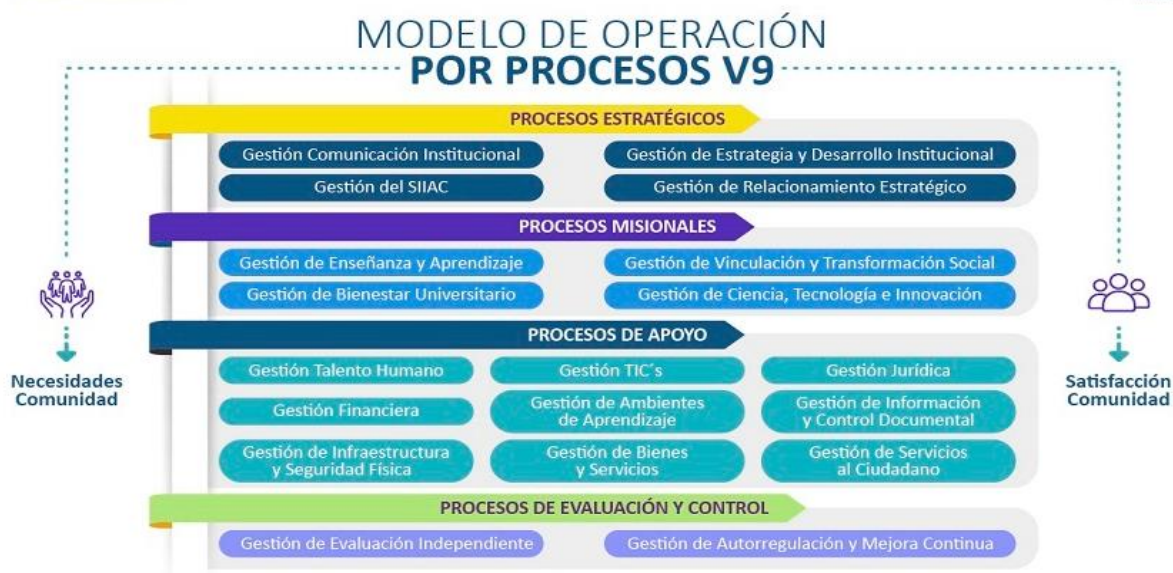 MODELO DE OPERACIÓN
POR PROCESOS V9
PROCESOS ESTRATÉGICOS
Gestión Comunicación Institucional
Gestión de Estrategia y Desarrollo Institucional
Gestión del SIIAC
Gestión de Relacionamiento Estratégico
PROCESOS MISIONALES
Gestión de Enseñanza y Aprendizaje
Gestión de Vinculación y Transformación Social
Gestión de Bienestar Universitario
Gestión de Ciencia, Tecnología e Innovación
PROCESOS DE APOYO
Gestión Talento Humano
Gestión TIC´s
Gestión Jurídica
Gestión Financiera
Gestión de Ambientes
de Aprendizaje
Gestión de Información
y Control Documental
Gestión de Infraestructura
y Seguridad Física
Gestión de Bienes
y Servicios
Gestión de Servicios
al Ciudadano
PROCESOS DE EVALUACIÓN Y CONTROL
Gestión de Evaluación Independiente
Gestión de Autorregulación y Mejora Continua
Necesidades
Comunidad
Satisfacción
Comunidad